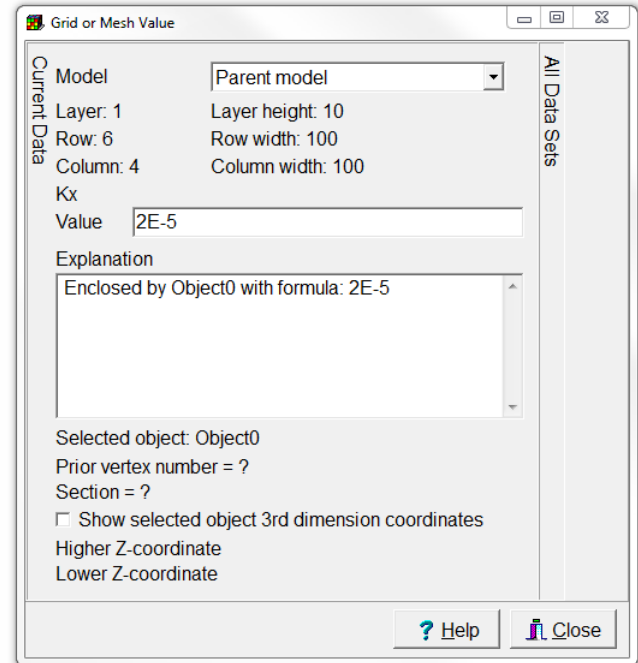 Grid or Mesh Value
Current Data
All Data Sets
Model Parent model
Layer: 1 Layer height: 10
Row: 6 Row width: 100
Column: 4 Column width: 100
Kx
Value 2E-5
Explanation
Enclosed by Object0 with formula: 2E-5
Selected object: Object0
Prior vertex number = ?
Section = ?
Show selected object 3rd dimension coordinates
Higher Z-coordinate
Lower Z-coordinate
? Help Close